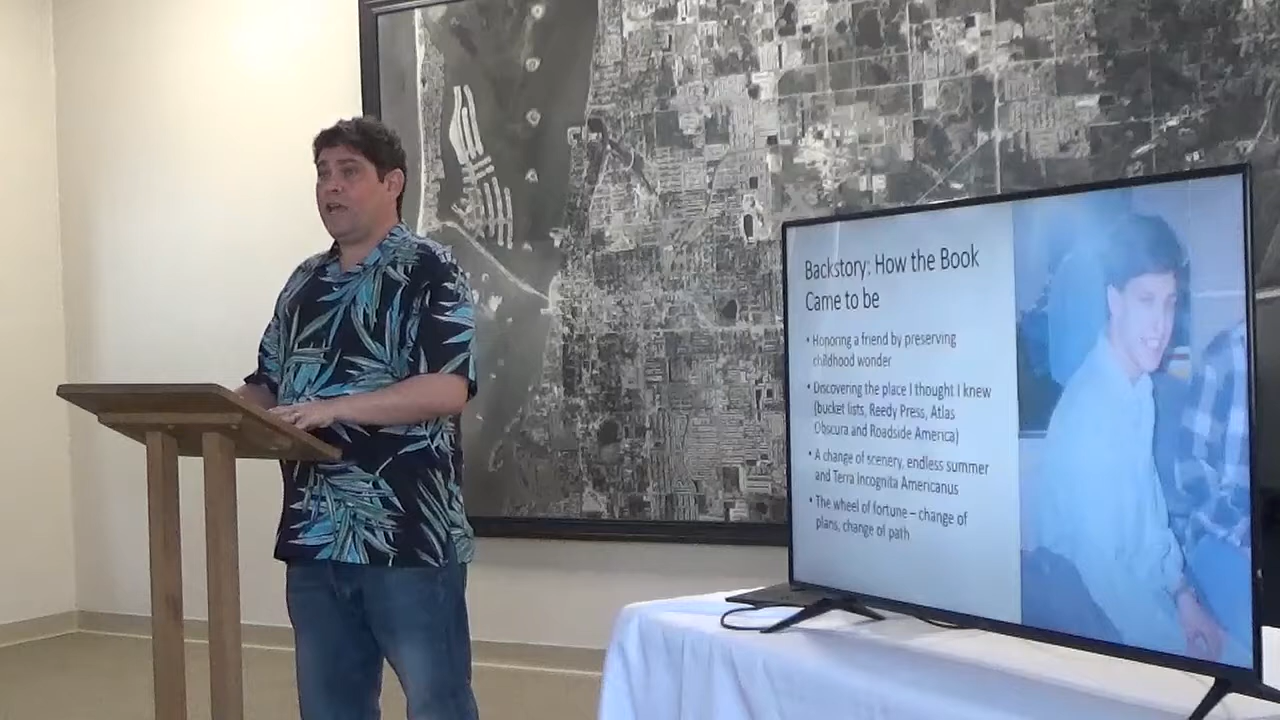 Backstory: How the Book
Came to be
• Honoring a friend by preserving
childhood wonder
• Discovering the place I thought I knew
(bucket lists, Reedy Press, Atlas
Obscura and Roadside America)
• A change of scenery, endless summer
and Terra Incognita Americanus
• The wheel of fortune – change of
plans, change of path